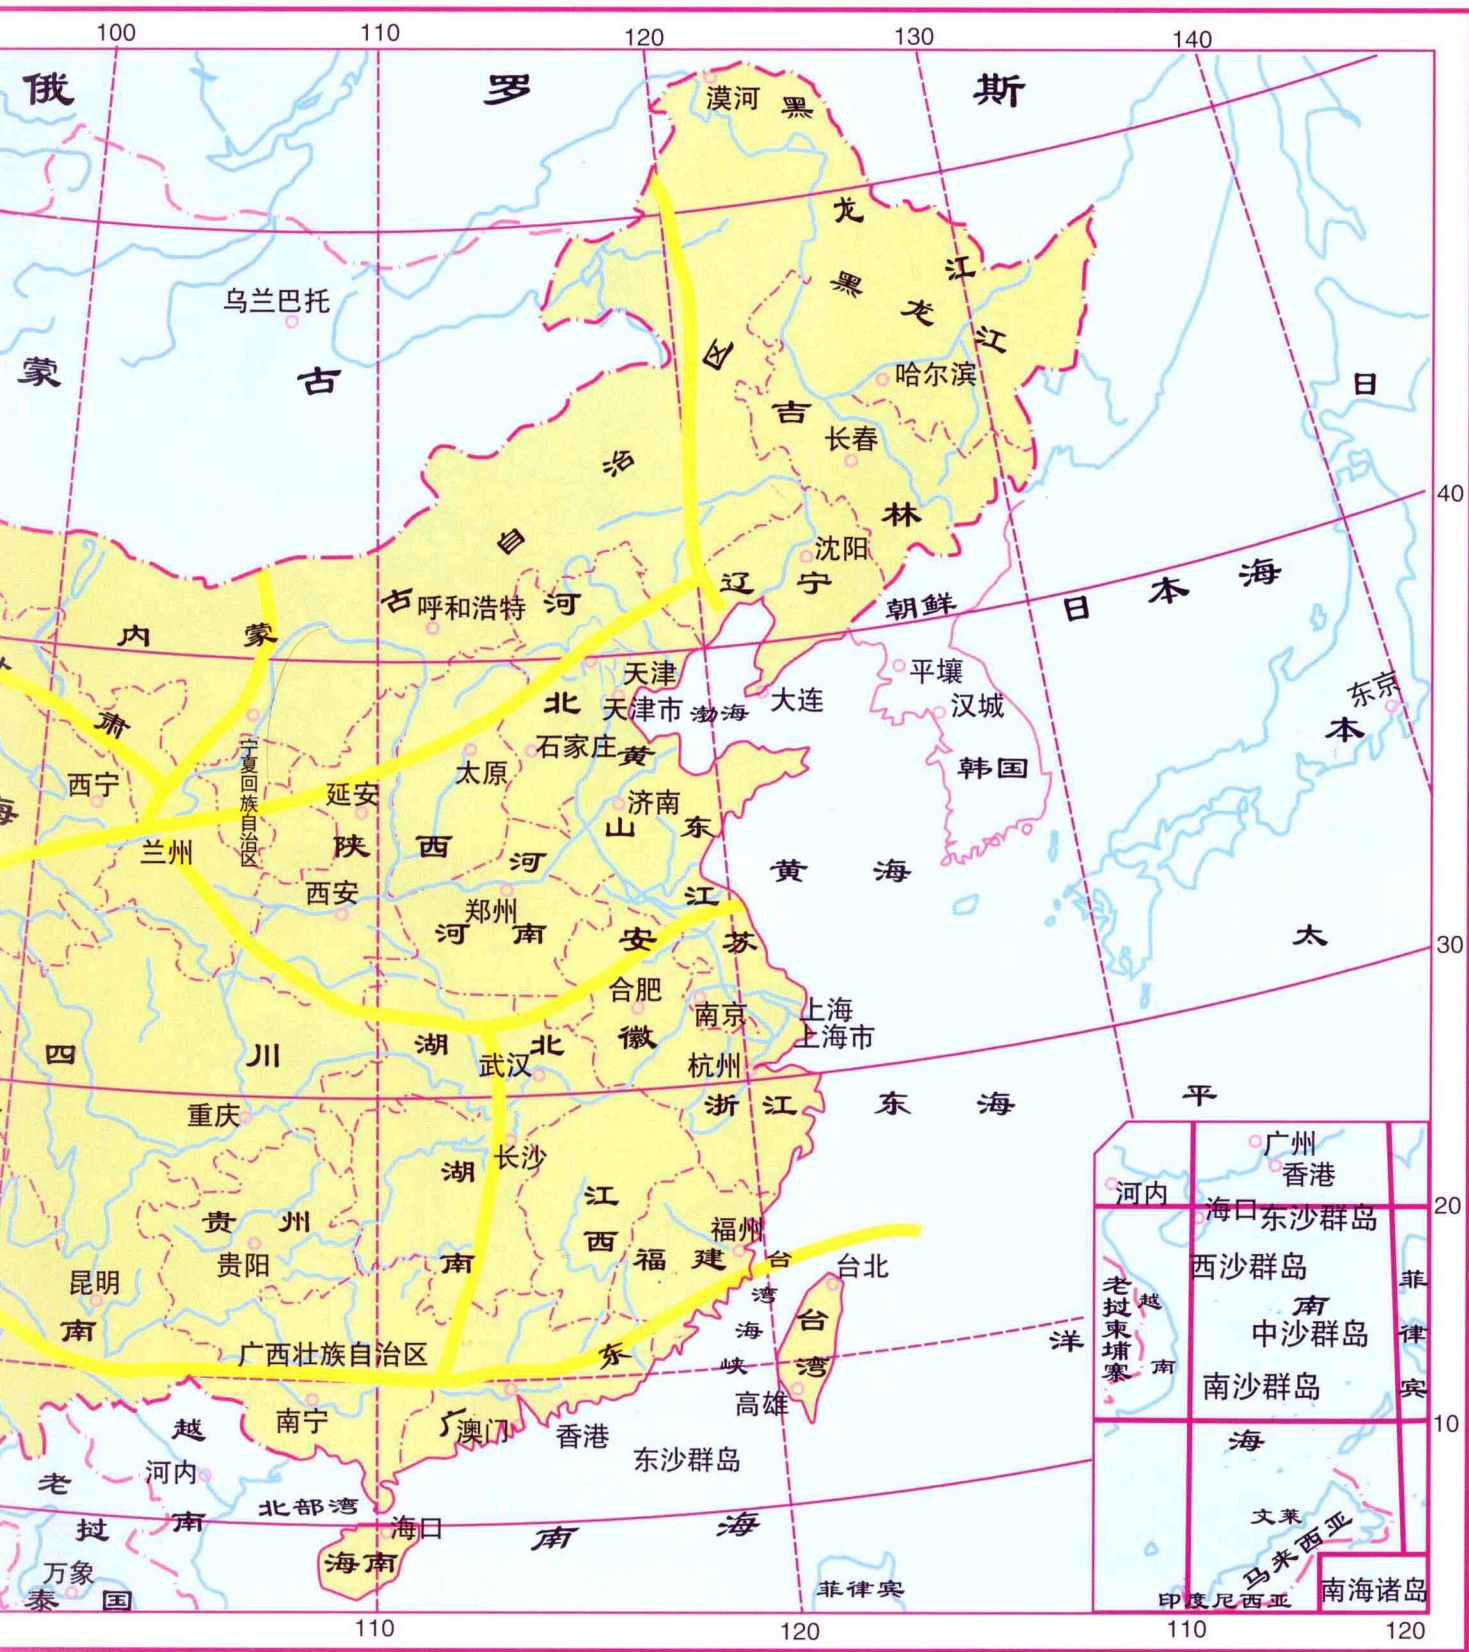 100
110
120
130
140
俄
罗
斯
漠河
黑
龙
江
黑
龙
江
乌兰巴托
蒙
古
区
哈尔滨
日
吉
长春
治
40
自
林
沈阳
辽
宁
海
本
日
朝鲜
古
呼和浩特
河
内
蒙
平壤
天津
天津市
渤海
大连
汉城
东京
肃
北
本
宁夏回族自治区
太原
石家庄
黄
韩国
西宁
延安
济南
海
山
东
兰州
陕
西
河
黄
海
西安
郑州
江
河
南
安
苏
太
30
合肥
南京
上海
上海市
四
川
湖
北
徽
武汉
杭州
浙
江
东
海
平
重庆
长沙
湖
广州
香港
河内
海口
东沙群岛
20
江
西
贵
州
福州
贵阳
南
福
建
台
湾
海
峡
台北
西沙群岛
南
昆明
南
台
湾
洋
老挝
柬埔寨
越
南
中沙群岛
菲
律
宾
广西壮族自治区
东
高雄
南沙群岛
南宁
广
澳门
香港
10
越
东沙群岛
海
河内
老
挝
南
北部湾
海口
南
海
文莱
马来西亚
海南
万象
泰
国
菲律宾
印度尼西亚
南海诸岛
110
120
110
120